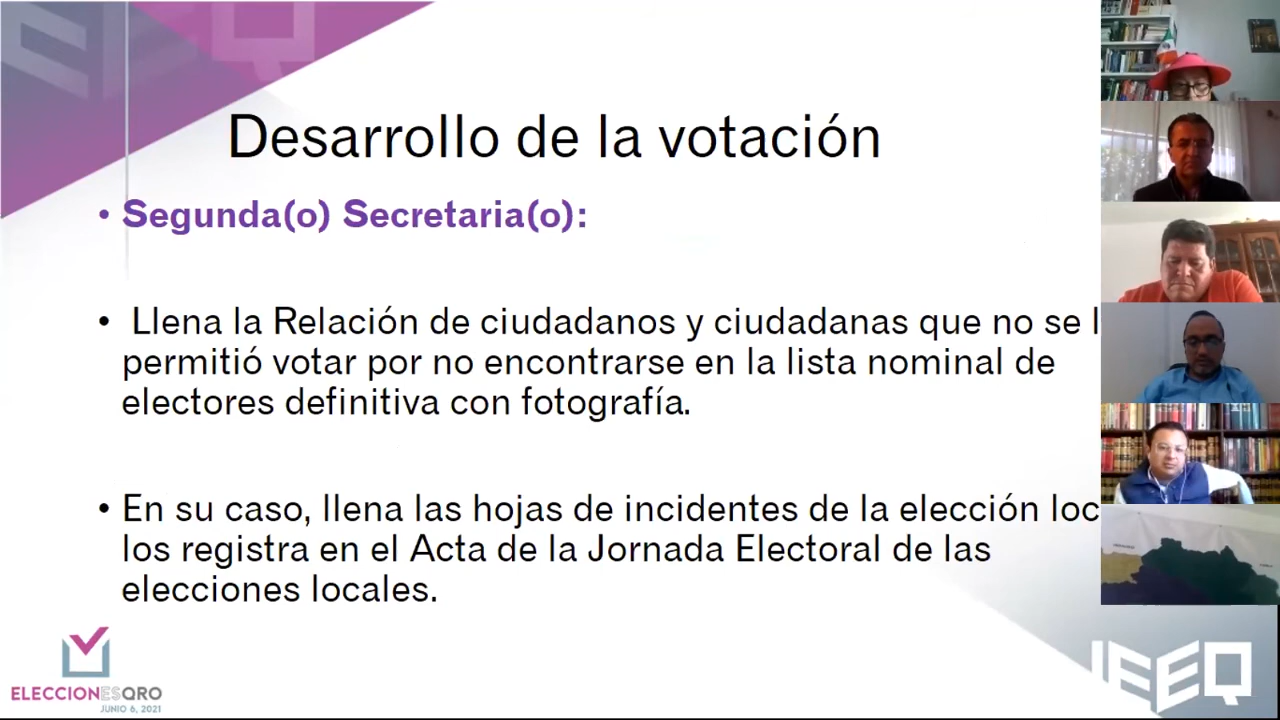 Desarrollo de la votación
• Segunda(o) Secretaria(o):
• Llena la Relación de ciudadanos y ciudadanas que no se l
permitió votar por no encontrarse en la lista nominal de
electores definitiva con fotografía.
• En su caso, llena las hojas de incidentes de la elección loc
los registra en el Acta de la Jornada Electoral de las
elecciones locales.
ELECCIONESQRO
JUNIO 6, 2021
IEEQ